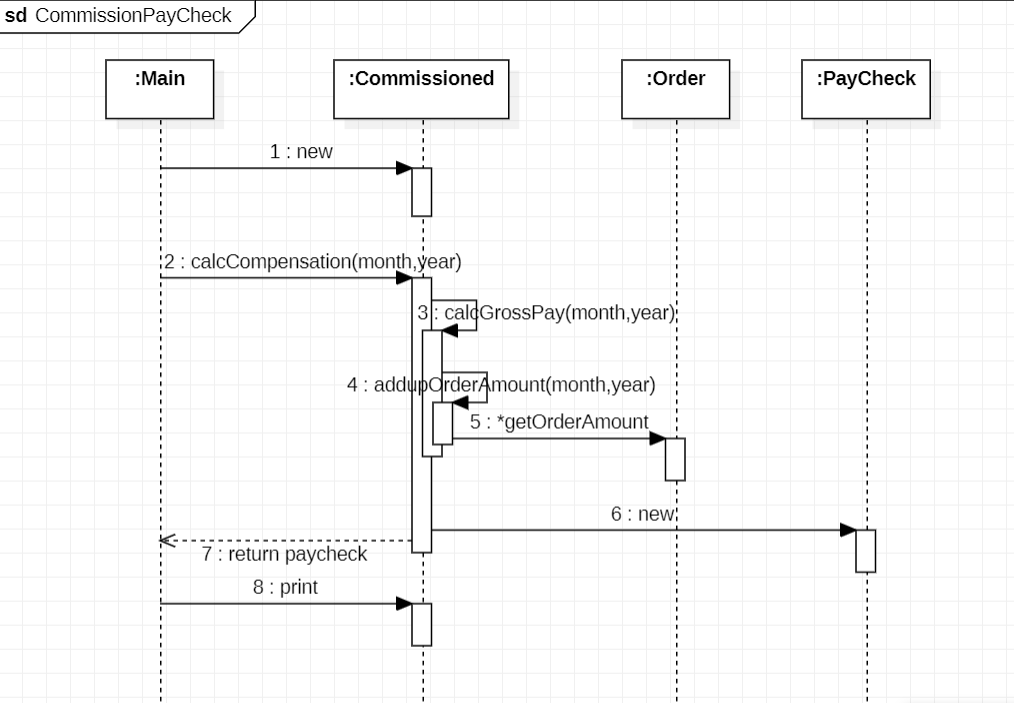 sd CommissionPayCheck
:Main :Commissioned :Order :PayCheck
1 : new
2 : calcCompensation(month,year)
3 : calcGrossPay(month,year)
4 : addupOrderAmount(month,year)
5 : *getOrderAmount
6 : new
7 : return paycheck
8 : print